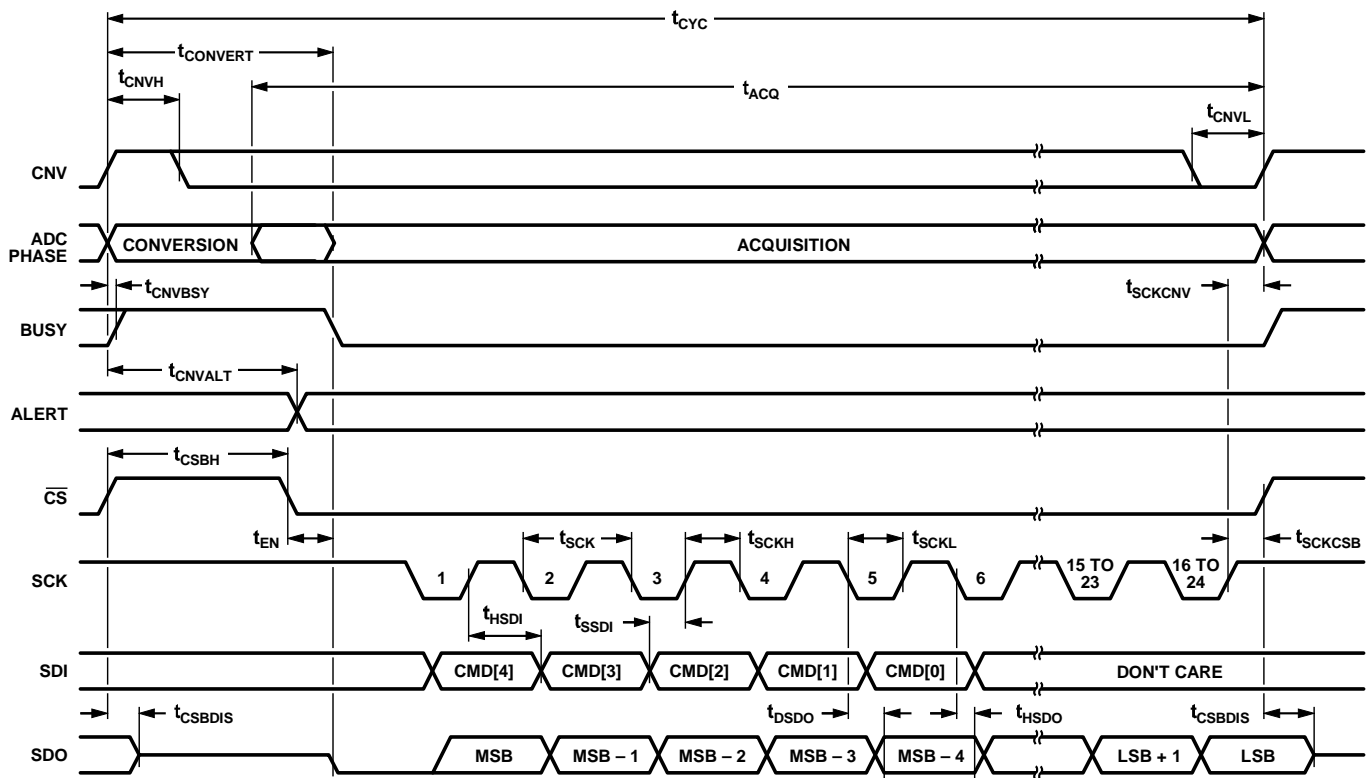 tCYC
tCONVERT
tCNVH
tACQ
tCNVL
CNV
ADC
PHASE
CONVERSION
ACQUISITION
tCNVBSY
tSCKCNV
BUSY
tCNVALT
ALERT
tCSBH
CS
tEN
tSCK
tSCKH
tSCKL
tSCKCSB
SCK
1
2
3
4
5
6
15 TO
23
16 TO
24
tHSDI
tSSDI
SDI
CMD[4]
CMD[3]
CMD[2]
CMD[1]
CMD[0]
DON'T CARE
tCSBDIS
tDSDO
tHSDO
tCSBDIS
SDO
MSB
MSB – 1
MSB – 2
MSB – 3
MSB – 4
LSB + 1
LSB